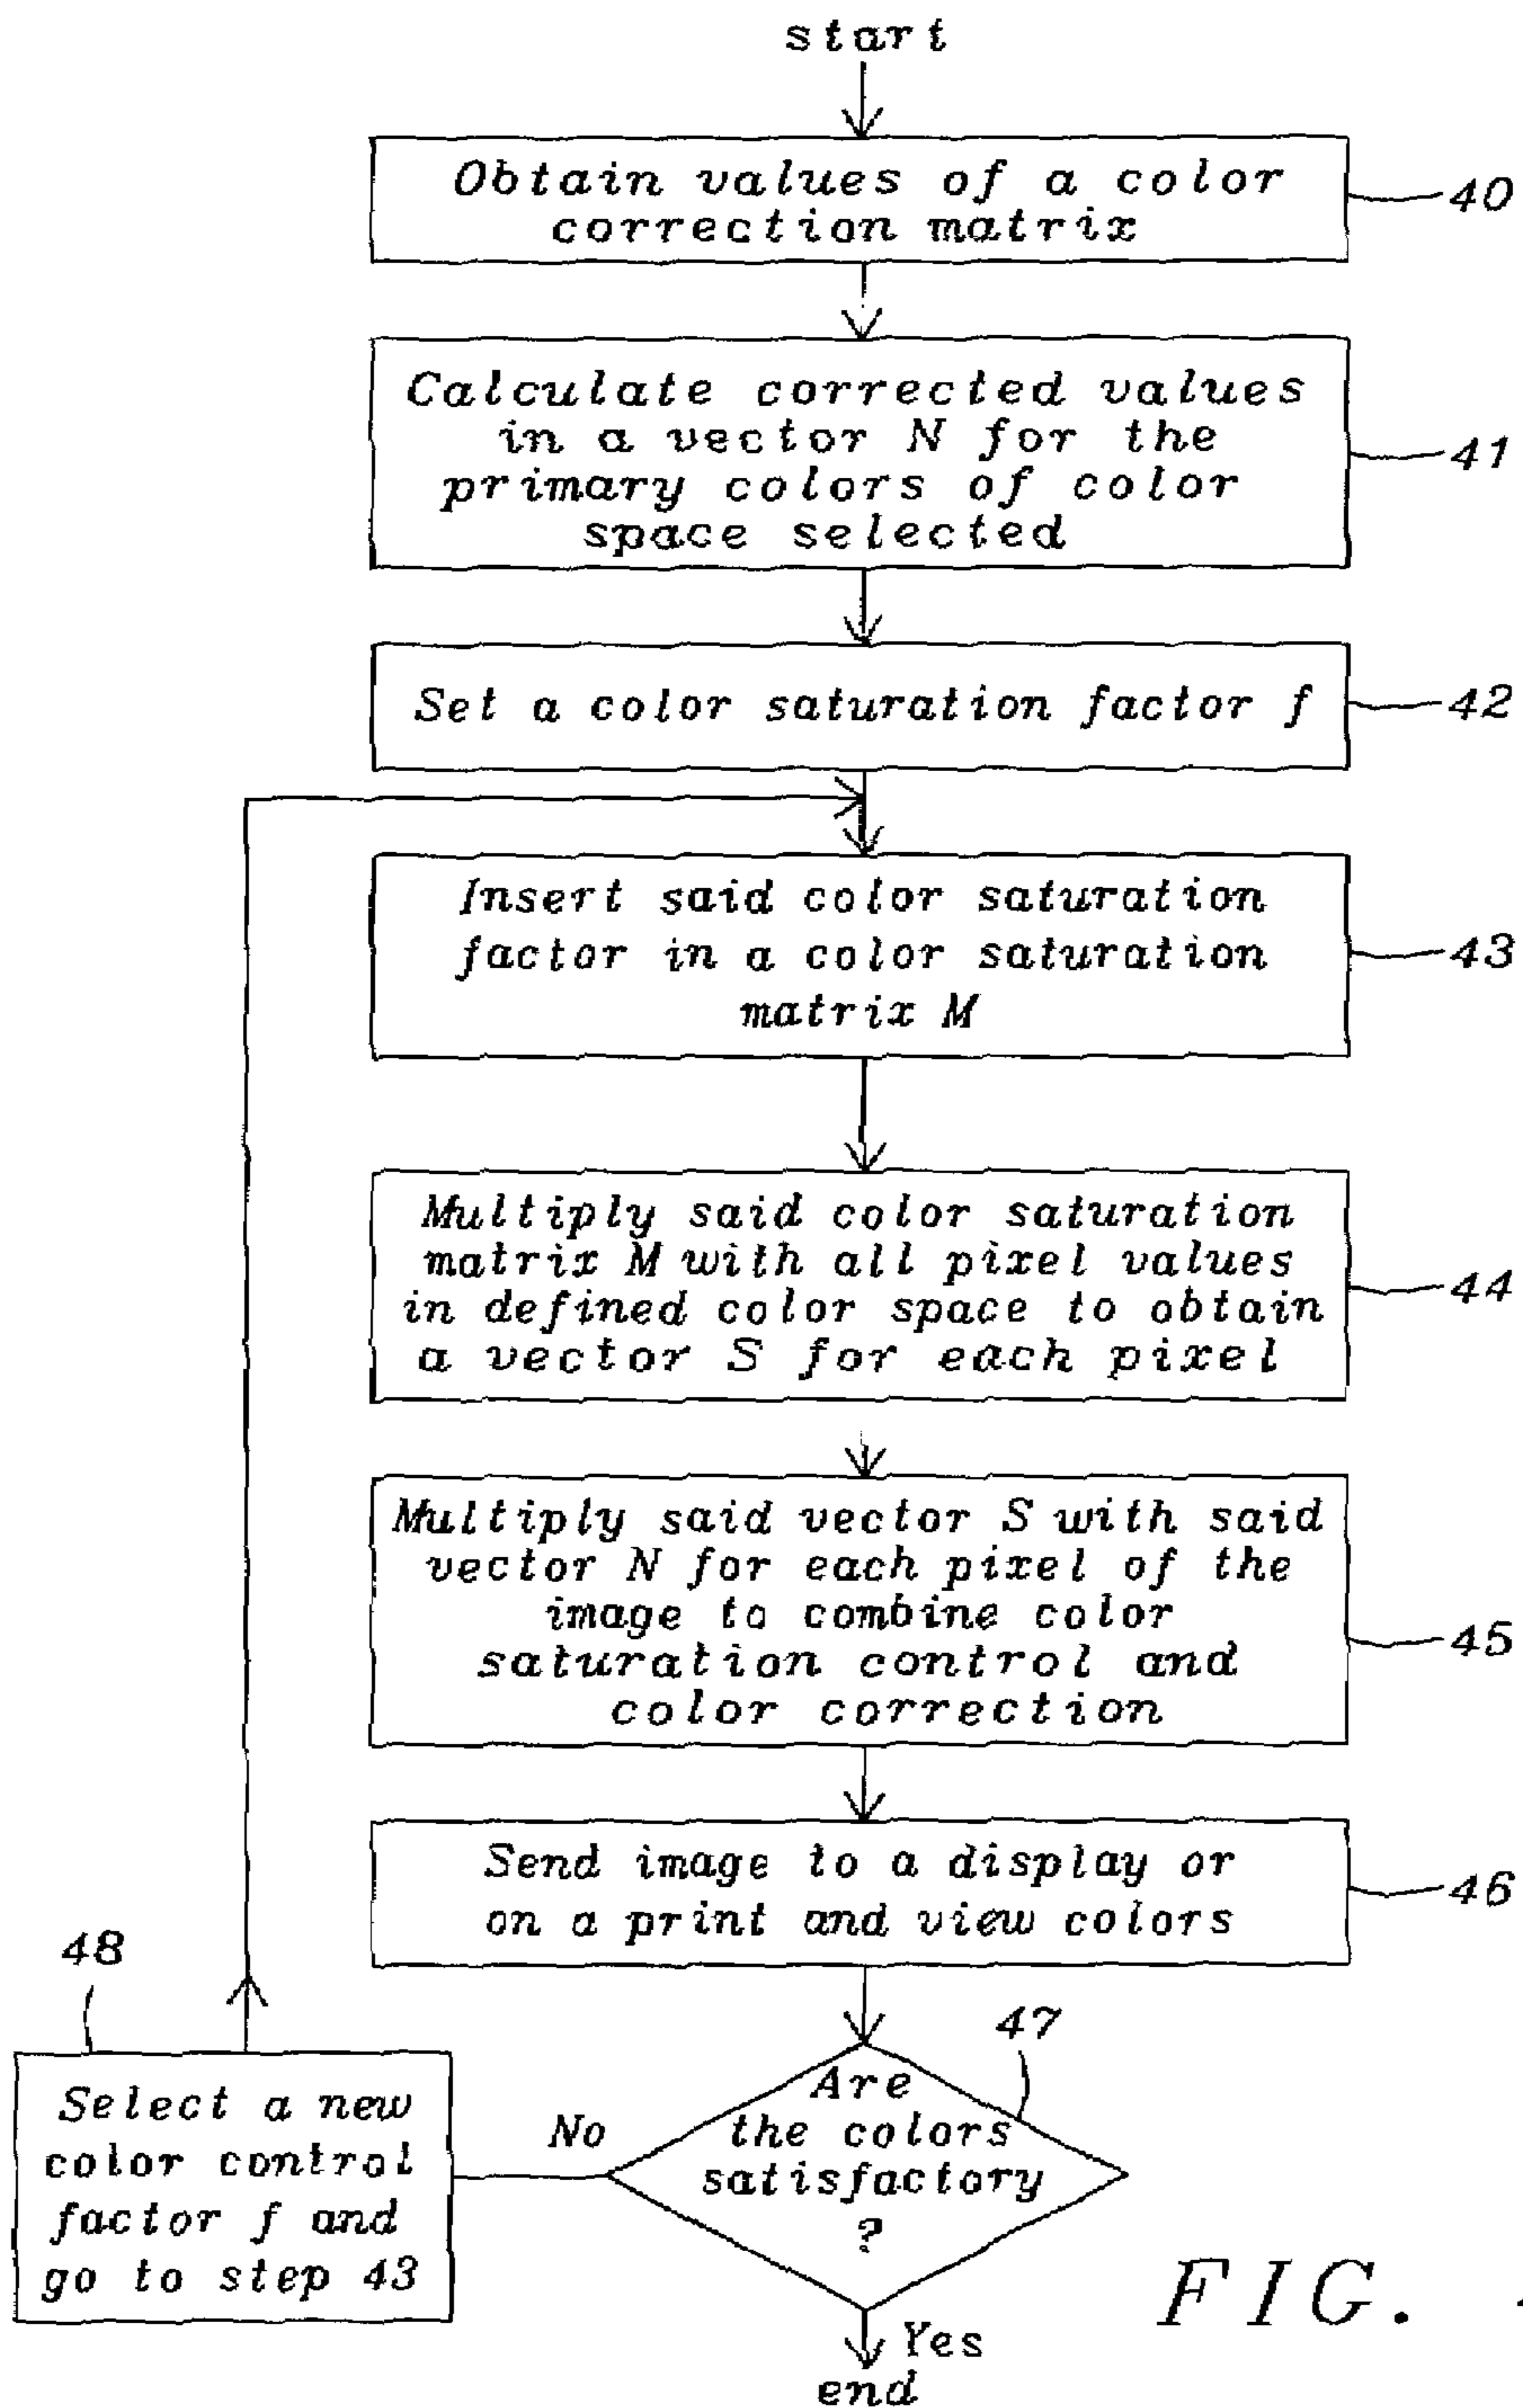 start
Obtain values of a color
correction matrix
40
Calculate corrected values
in a vector N for the
primary colors of color
space selected
41
Set a color saturation factor f
42
Insert said color saturation
factor in a color saturation
matrix M
43
Multiply said color saturation
matrix M with all pixel values
in defined color space to obtain
a vector S for each pixel
44
Multiply said vector S with said
vector N for each pixel of the
image to combine color
saturation control and
color correction
45
Send image to a display or
on a print and view colors
46
47
Are
the colors
satisfactory
?
No
48
Select a new
color control
factor f and
go to step 43
Yes
end
FIG.